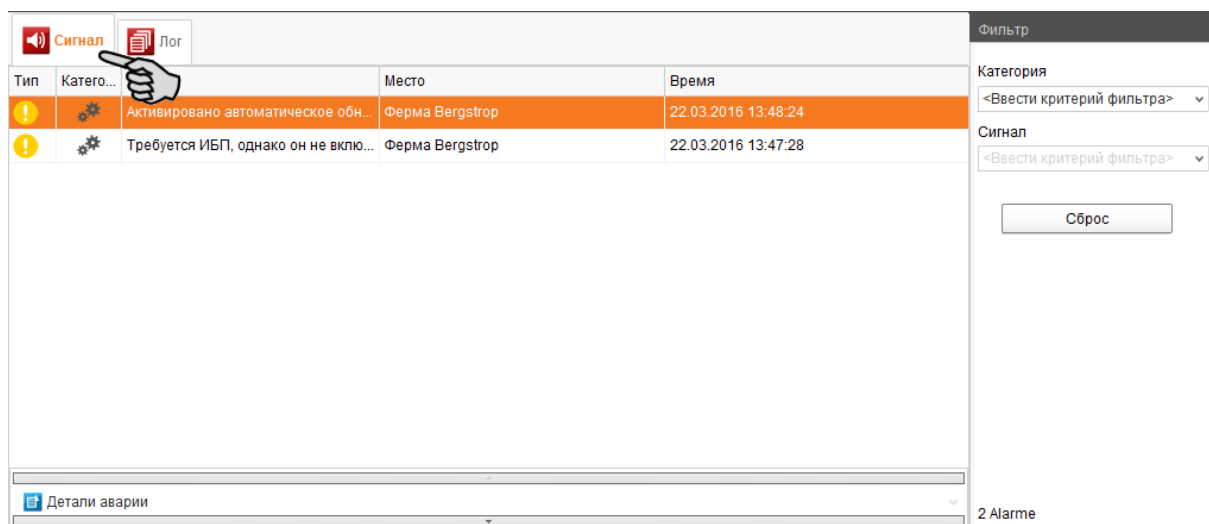 Сигнал
Лог
Тип Катего... Место Время
Активировано автоматическое обн... Ферма Bergstrop 22.03.2016 13:48:24
Требуется ИБП, однако он не вклю... Ферма Bergstrop 22.03.2016 13:47:28
Детали аварии
Фильтр
Категория
<Ввести критерий фильтра>
Сигнал
<Ввести критерий фильтра>
Сброс
2 Alarme